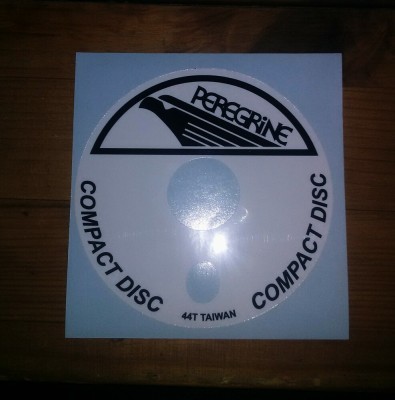 PEREGRiNE
COMPACT DISC
COMPACT DISC
44T TAIWAN